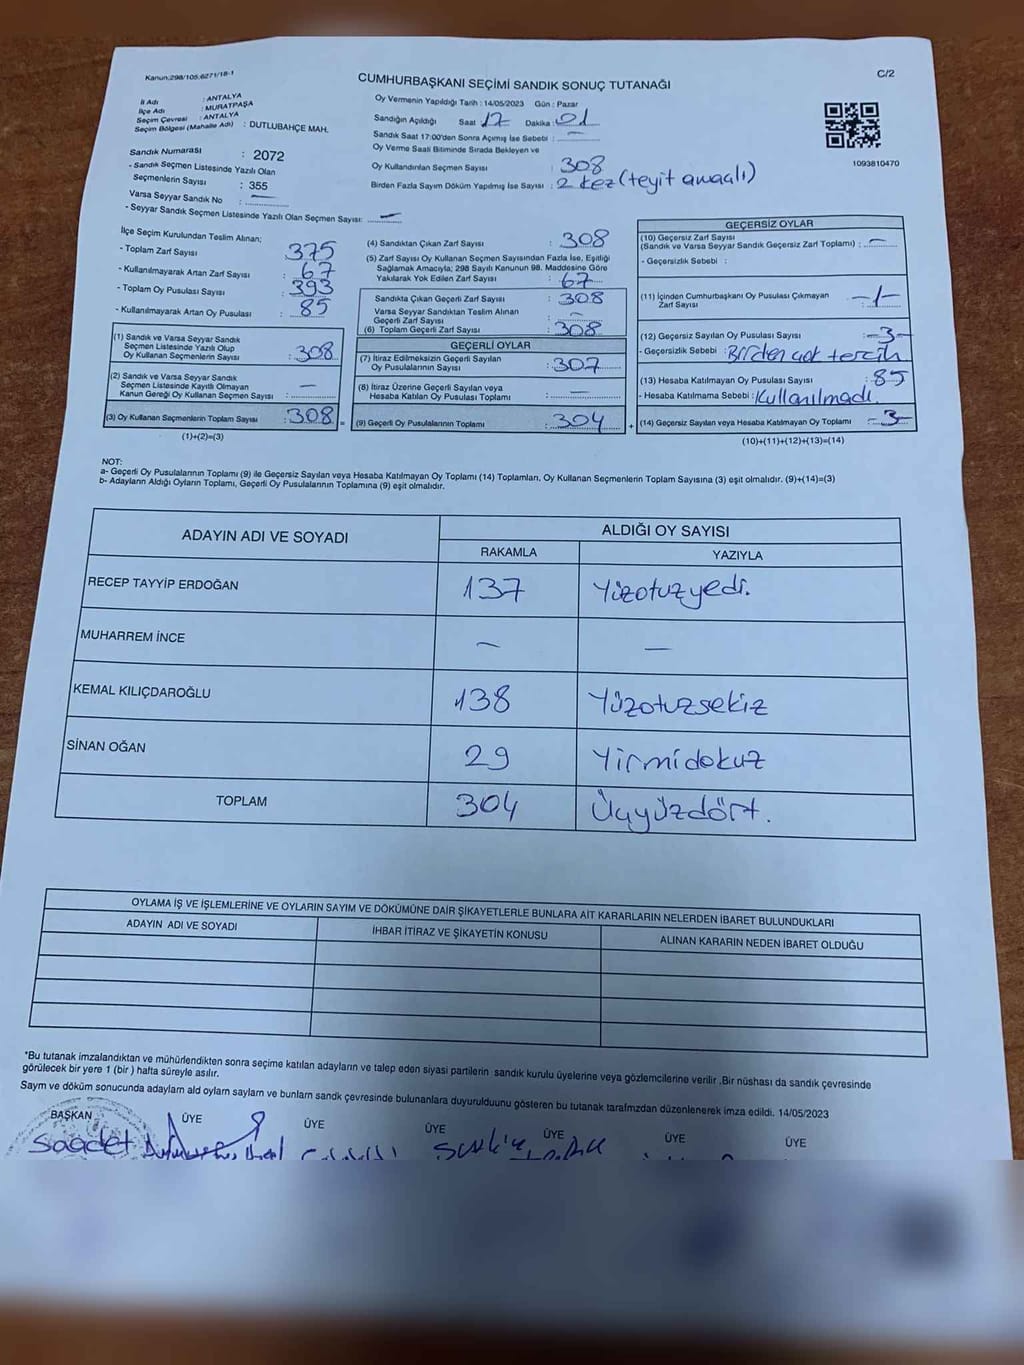 Kanun:298/105.6271/18-1
C/2
CUMHURBAŞKANI SEÇİMİ SANDIK SONUÇ TUTANAĞI
İl Adı : ANTALYA
İlçe Adı : MURATPAŞA
Seçim Çevresi : ANTALYA
Seçim Bölgesi (Mahalle Adı) : DUTLUBAHÇE MAH.
Sandık Numarası : 2072
- Sandık Seçmen Listesinde Yazılı Olan
Seçmenlerin Sayısı : 355
Varsa Seyyar Sandık No : —
- Seyyar Sandık Seçmen Listesinde Yazılı Olan Seçmen Sayısı: —
Oy Vermenin Yapıldığı Tarih : 14/05/2023 Gün : Pazar
Sandığın Açıldığı Saat : 17 Dakika : 01
Sandık Saat 17:00'den Sonra Açımış İse Sebebi : —
Oy Verme Saati Bitiminde Sırada Bekleyen ve
Oy Kullandırılan Seçmen Sayısı : 308
Birden Fazla Sayım Döküm Yapılmış İse Sayısı : 2 kez (teyit amaçlı)
1093810470
İlçe Seçim Kurulundan Teslim Alınan;
- Toplam Zarf Sayısı : 375
- Kullanılmayarak Artan Zarf Sayısı : 67
- Toplam Oy Pusulası Sayısı : 393
- Kullanılmayarak Artan Oy Pusulası : 85
(1) Sandık ve Varsa Seyyar Sandık
Seçmen Listesinde Yazılı Olup
Oy Kullanan Seçmenlerin Sayısı : 308
(2) Sandık ve Varsa Seyyar Sandık
Seçmen Listesinde Kayıtlı Olmayan
Kanun Gereği Oy Kullanan Seçmen Sayısı : —
(3) Oy Kullanan Seçmenlerin Toplam Sayısı : 308 =
(1)+(2)=(3)
(4) Sandıktan Çıkan Zarf Sayısı : 308
(5) Zarf Sayısı Oy Kullanan Seçmen Sayısından Fazla İse, Eşitliği
Sağlamak Amacıyla; 298 Sayılı Kanunun 98. Maddesine Göre
Yakılarak Yok Edilen Zarf Sayısı : 67
Sandıkta Çıkan Geçerli Zarf Sayısı : 308
Varsa Seyyar Sandıktan Teslim Alınan
Geçerli Zarf Sayısı : —
(6) Toplam Geçerli Zarf Sayısı : 308
GEÇERLİ OYLAR
(7) İtiraz Edilmeksizin Geçerli Sayılan
Oy Pusulalarının Sayısı : 307
(8) İtiraz Üzerine Geçerli Sayılan veya
Hesaba Katılan Oy Pusulası Toplamı : —
(9) Geçerli Oy Pusulalarının Toplamı : 304 +
GEÇERSİZ OYLAR
(10) Geçersiz Zarf Sayısı
(Sandık ve Varsa Seyyar Sandık Geçersiz Zarf Toplamı) : —
- Geçersizlik Sebebi :
(11) İçinden Cumhurbaşkanı Oy Pusulası Çıkmayan
Zarf Sayısı —/—
(12) Geçersiz Sayılan Oy Pusulası Sayısı : 3
- Geçersizlik Sebebi : Birden çok tercih
(13) Hesaba Katılmayan Oy Pusulası Sayısı : 85
- Hesaba Katılmama Sebebi : Kullanılmadı.
(14) Geçersiz Sayılan veya Hesaba Katılmayan Oy Toplamı : 3
(10)+(11)+(12)+(13)=(14)
NOT:
a- Geçerli Oy Pusulalarının Toplamı (9) ile Geçersiz Sayılan veya Hesaba Katılmayan Oy Toplamı (14) Toplamları, Oy Kullanan Seçmenlerin Toplam Sayısına (3) eşit olmalıdır. (9)+(14)=(3)
b- Adayların Aldığı Oyların Toplamı, Geçerli Oy Pusulalarının Toplamına (9) eşit olmalıdır.
ADAYIN ADI VE SOYADI
ALDIĞI OY SAYISI
RAKAMLA YAZIYLA
RECEP TAYYİP ERDOĞAN 137 Yüzotuzyedi.
MUHARREM İNCE — —
KEMAL KILIÇDAROĞLU 138 Yüzotuzsekiz
SİNAN OĞAN 29 Yirmidokuz
TOPLAM 304 Üçyüzdört.
OYLAMA İŞ VE İŞLEMLERİNE VE OYLARIN SAYIM VE DÖKÜMÜNE DAİR ŞİKAYETLERLE BUNLARA AİT KARARLARIN NELERDEN İBARET BULUNDUKLARI
ADAYIN ADI VE SOYADI İHBAR İTİRAZ VE ŞİKAYETİN KONUSU ALINAN KARARIN NEDEN İBARET OLDUĞU
*Bu tutanak imzalandıktan ve mühürlendikten sonra seçime katılan adayların ve talep eden siyasi partilerin sandık kurulu üyelerine veya gözlemcilerine verilir .Bir nüshası da sandık çevresinde
görülecek bir yere 1 (bir ) hafta süreyle asılır.
Sayım ve döküm sonucunda adaylam ald oylarn saylarn ve bunlarn sandk çevresinde bulunanlara duyurulduunu gösteren bu tutanak tarafmzdan düzenlenerek imza edildi. 14/05/2023
BAŞKAN ÜYE ÜYE ÜYE ÜYE ÜYE ÜYE
Saadet